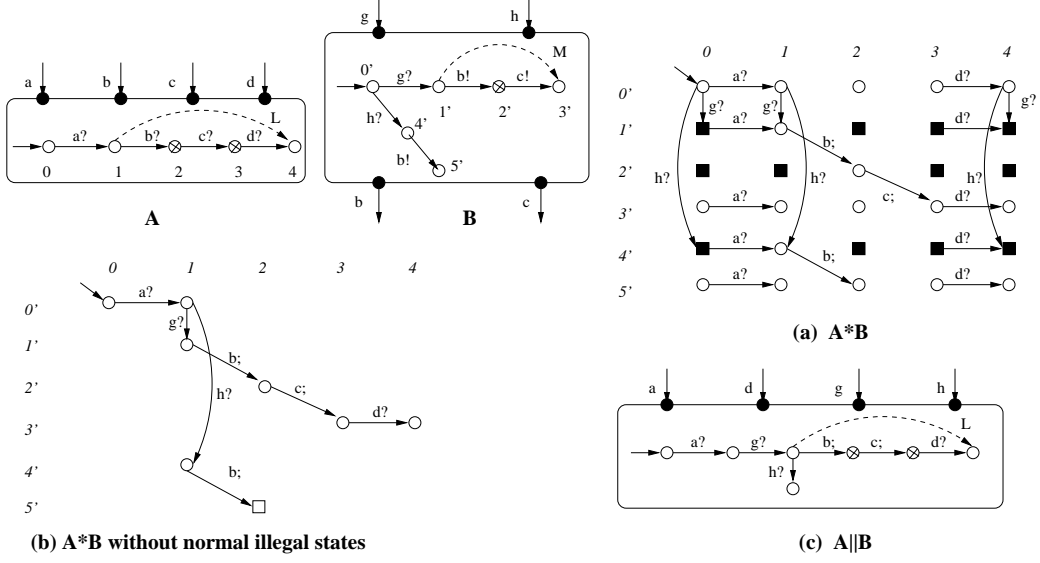 a b c d
L
a? b? c? d?
0 1 2 3 4
A
g h
M
0' g? b! c!
1' 2' 3'
h? 4'
b! 5'
b B c
0 1 2 3 4
0' a? d?
g? g? g?
1' a? d?
b;
2'
h? h? c; h?
3' a? d?
4' a? d?
b;
5' a? d?
(a) A*B
0 1 2 3 4
a?
0'
g?
1'
b;
2' c;
h?
3' d?
4'
b;
5'
(b) A*B without normal illegal states
a d g h
L
a? g? b; c; d?
h?
(c) A||B